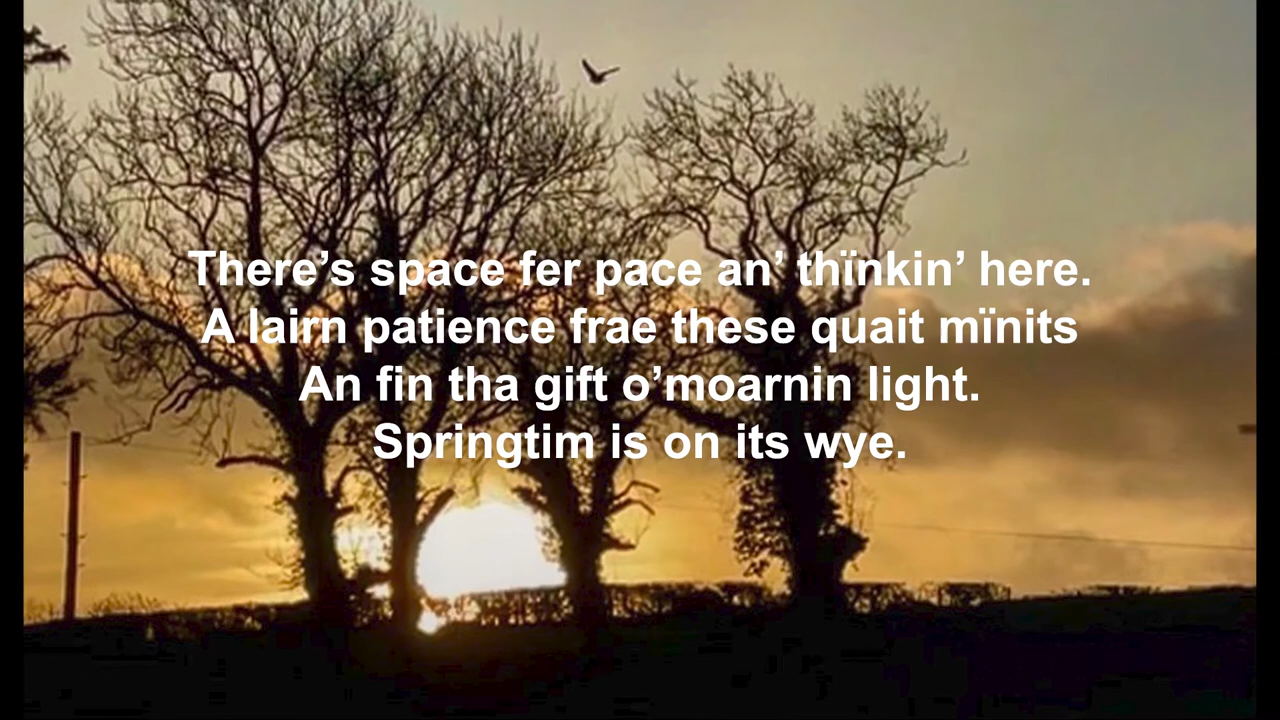 There’s space fer pace an’ thïnkin’ here.
A lairn patience frae these quait mïnits
An fin tha gift o’moarnin light.
Springtim is on its wye.